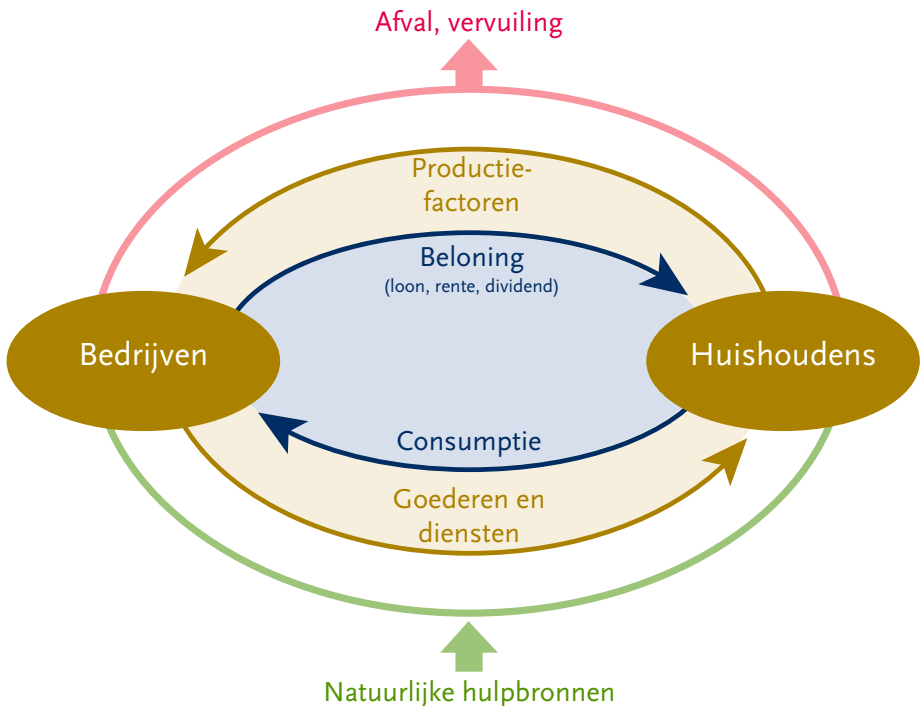 Afval, vervuiling
Productie-
factoren
Beloning
(loon, rente, dividend)
Bedrijven
Huishoudens
Consumptie
Goederen en
diensten
Natuurlijke hulpbronnen